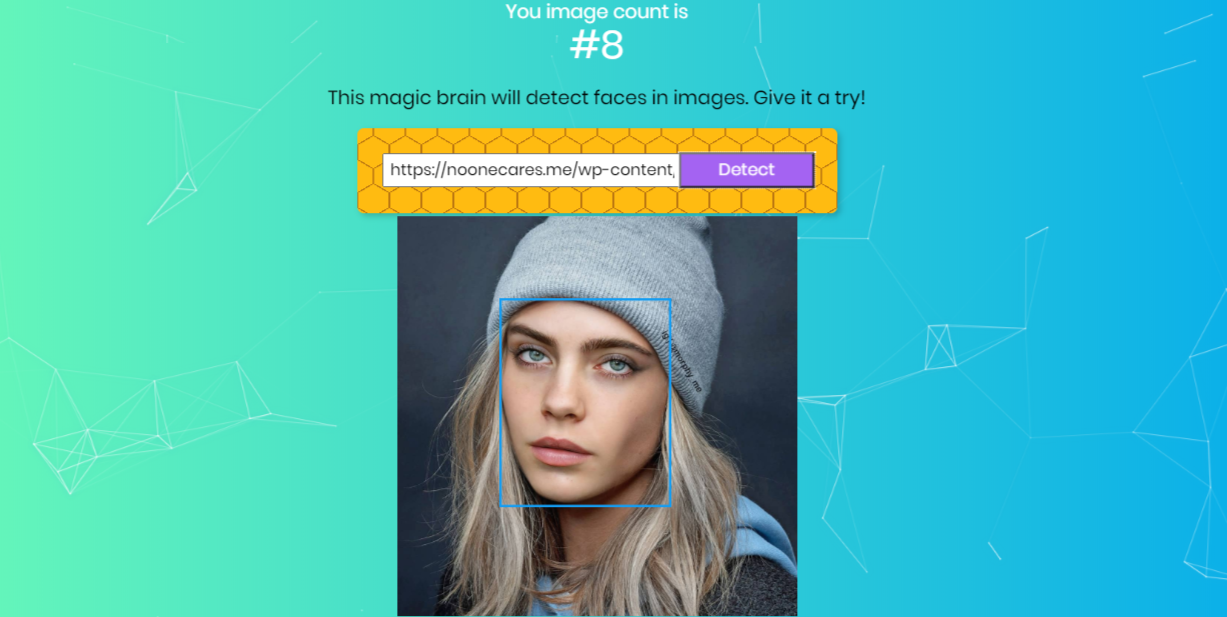 You image count is
#8
This magic brain will detect faces in images. Give it a try!
https://noonecares.me/wp-content/
Detect